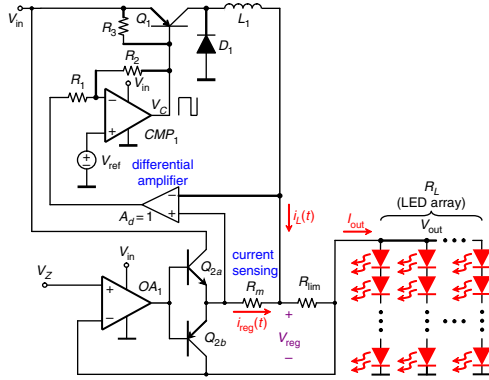 V_in
Q_1
L_1
R_3
D_1
R_2
R_1
V_in
−
V_C
+
CMP_1
V_ref
differential
amplifier
A_d = 1
−
+
i_L(t)
R_L
(LED array)
I_out
V_out
current
sensing
V_Z
V_in
OA_1
Q_2a
R_m
R_lim
+
−
i_reg(t)
+
V_reg
−
Q_2b